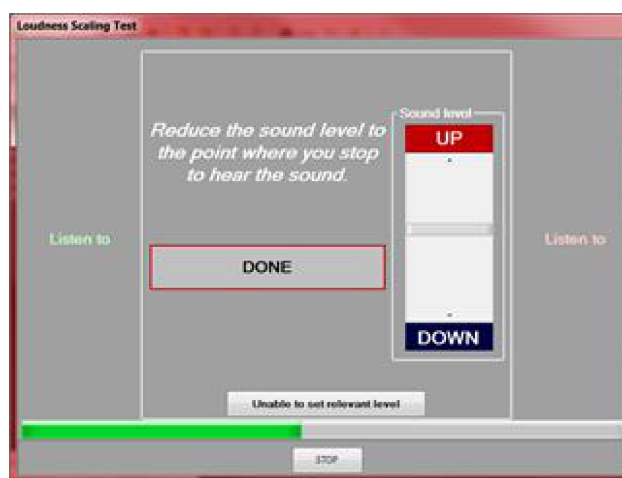 Loudness Scaling Test
Sound level
UP
Reduce the sound level to
the point where you stop
to hear the sound.
Listen to
Listen to
DONE
DOWN
Unable to set relevant level
STOP